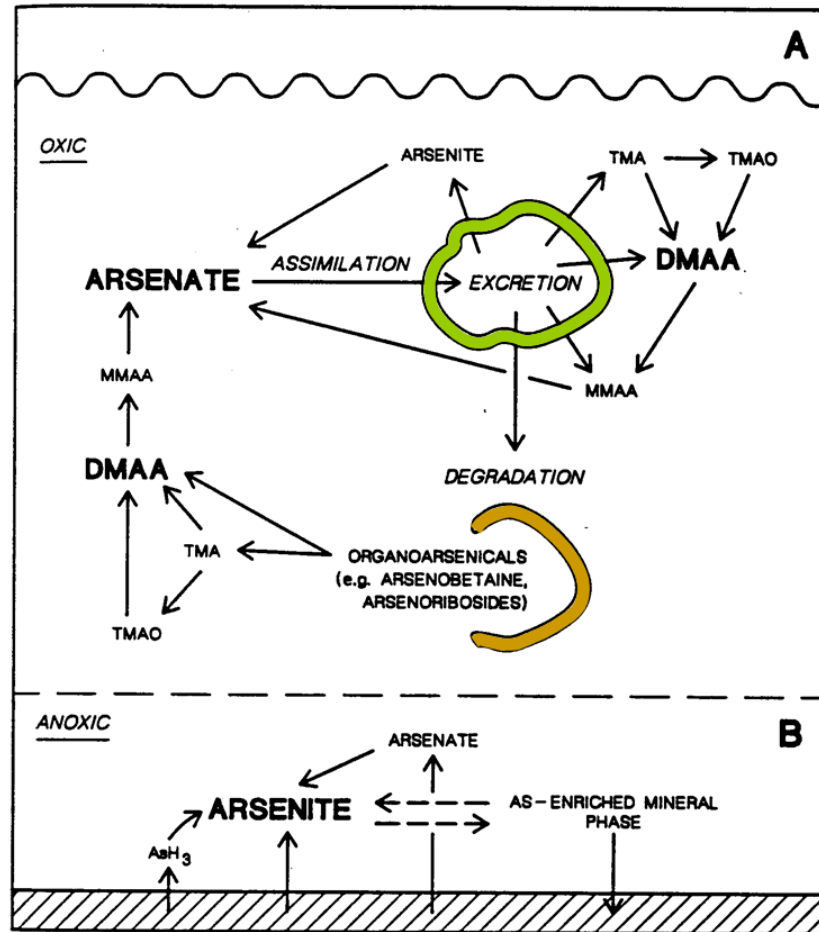 A
OXIC
ARSENITE
TMA
TMAO
ASSIMILATION
ARSENATE
EXCRETION
DMAA
MMAA
MMAA
DMAA
DEGRADATION
TMA
ORGANOARSENICALS
(e.g. ARSENOBETAINE,
ARSENORIBOSIDES)
TMAO
ANOXIC
B
ARSENATE
ARSENITE
AS-ENRICHED MINERAL
PHASE
AsH3